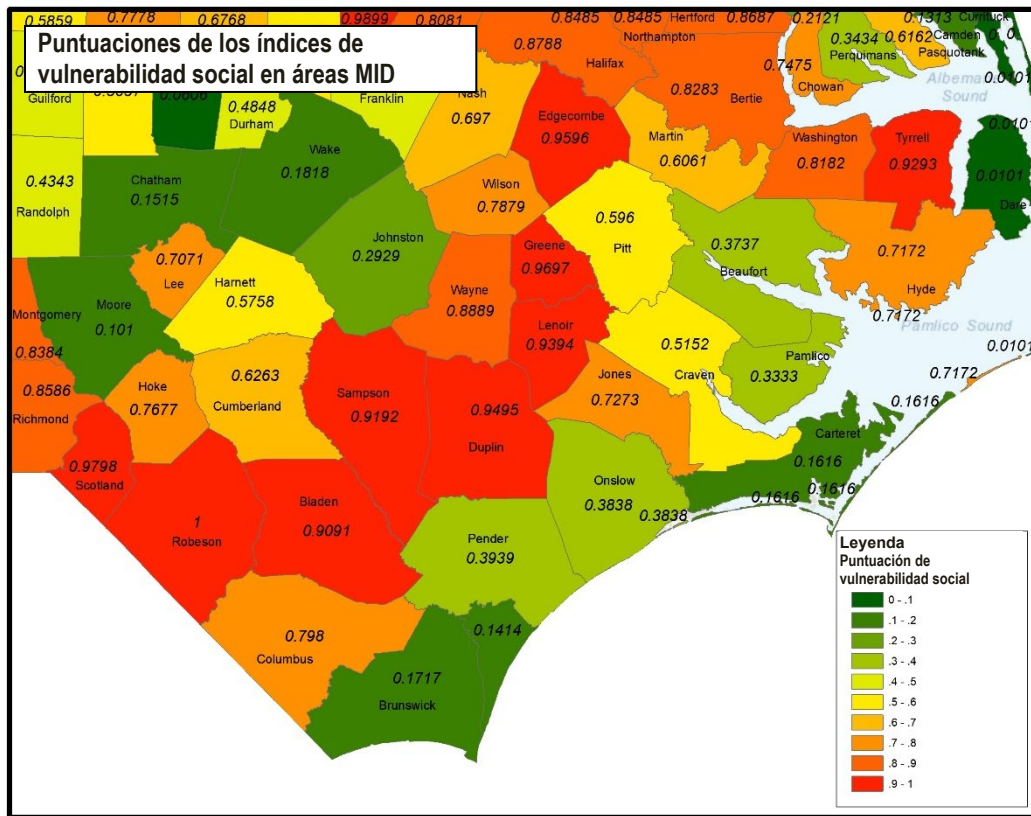 Puntuaciones de los índices de
vulnerabilidad social en áreas MID
0.5859
0.7778
0.6768
0.9899
0.8081
0.8485
0.8485
Hertford
0.8687
0.2121
0.1313
Currituck
Northampton
0.3434
0.6162
Camden
Perquimans
Pasquotank
0.8788
Halifax
0.7475
Chowan
Albema
Sound
0.0101
Guilford
0.4848
Durham
Franklin
Nash
0.697
Edgecombe
0.9596
0.8283
Bertie
Martin
0.6061
Washington
0.8182
Tyrrell
0.9293
0.0101
0.0101
Dare
Wake
0.1818
0.4343
Randolph
Chatham
0.1515
Wilson
0.7879
0.596
Pitt
Johnston
0.2929
Greene
0.9697
0.3737
Beaufort
0.7172
Hyde
0.7172
0.7071
Lee
Harnett
0.5758
Moore
0.101
Wayne
0.8889
Lenoir
0.9394
Montgomery
0.8384
Pamlico Sound
0.0101
0.5152
Craven
Pamlico
0.3333
0.7172
0.8586
Richmond
Hoke
0.7677
0.6263
Cumberland
Sampson
0.9192
0.9495
Duplin
Jones
0.7273
0.1616
Carteret
0.1616
0.1616
0.1616
0.9798
Scotland
Onslow
0.3838
0.3838
1
Robeson
Bladen
0.9091
Pender
0.3939
0.798
Columbus
0.1414
0.1717
Brunswick
Leyenda
Puntuación de
vulnerabilidad social
0 - .1
.1 - .2
.2 - .3
.3 - .4
.4 - .5
.5 - .6
.6 - .7
.7 - .8
.8 - .9
.9 - 1